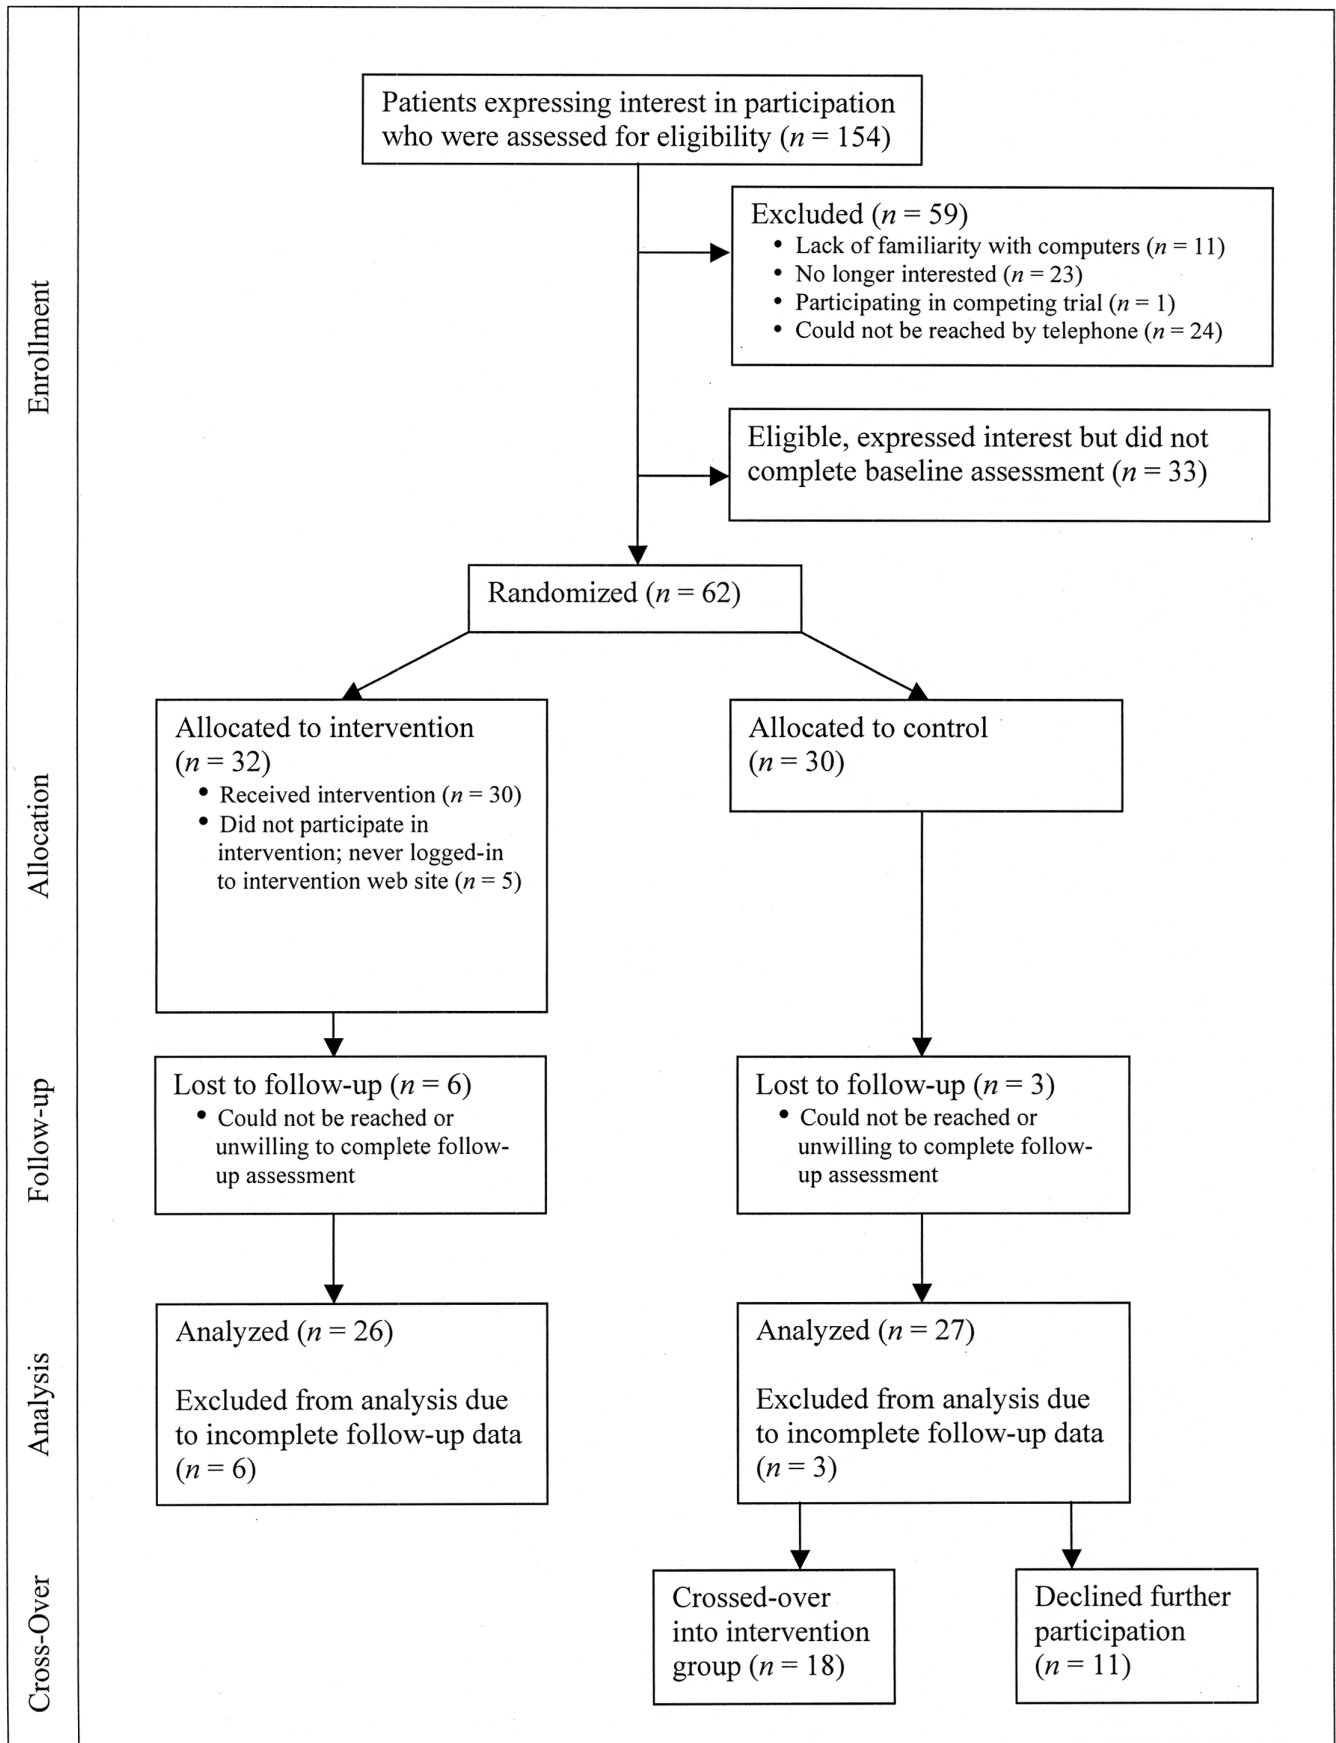 Enrollment
Patients expressing interest in participation
who were assessed for eligibility (n = 154)
Excluded (n = 59)
• Lack of familiarity with computers (n = 11)
• No longer interested (n = 23)
• Participating in competing trial (n = 1)
• Could not be reached by telephone (n = 24)
Eligible, expressed interest but did not
complete baseline assessment (n = 33)
Randomized (n = 62)
Allocation
Allocated to intervention
(n = 32)
• Received intervention (n = 30)
• Did not participate in
intervention; never logged-in
to intervention web site (n = 5)
Allocated to control
(n = 30)
Follow-up
Lost to follow-up (n = 6)
• Could not be reached or
unwilling to complete follow-
up assessment
Lost to follow-up (n = 3)
• Could not be reached or
unwilling to complete follow-
up assessment
Analysis
Analyzed (n = 26)
Excluded from analysis due
to incomplete follow-up data
(n = 6)
Analyzed (n = 27)
Excluded from analysis due
to incomplete follow-up data
(n = 3)
Cross-Over
Crossed-over
into intervention
group (n = 18)
Declined further
participation
(n = 11)